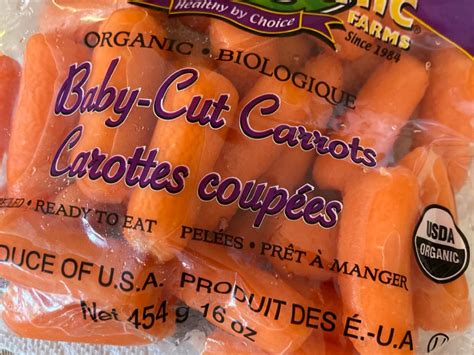 Healthy by Choice
FARMS
Since 1984
ORGANIC • BIOLOGIQUE
Baby-Cut Carrots
Carottes coupées
• READY TO EAT PELÉES • PRÊT À MANGER
USDA
ORGANIC
DUCE OF U.S.A. PRODUIT DES É.-U.A
Net 454 g 16 oz